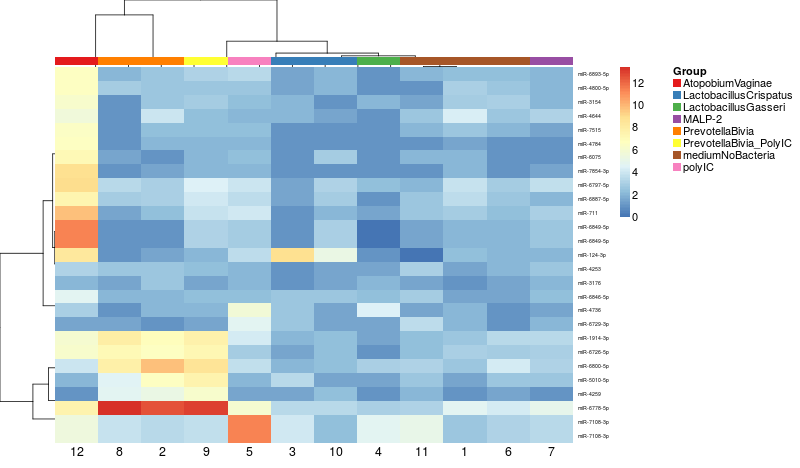 miR-6893-5p
miR-4800-5p
miR-3154
miR-4644
miR-7515
miR-4784
miR-6075
miR-7854-3p
miR-6797-5p
miR-6887-5p
miR-711
miR-6849-5p
miR-6849-5p
miR-124-3p
miR-4253
miR-3176
miR-6846-5p
miR-4736
miR-6729-3p
miR-1914-3p
miR-6726-5p
miR-6800-5p
miR-5010-5p
miR-4259
miR-6778-5p
miR-7108-3p
miR-7108-3p
12 8 2 9 5 3 10 4 11 1 6 7
12
10
8
6
4
2
0
Group
AtopobiumVaginae
LactobacillusCrispatus
LactobacillusGasseri
MALP-2
PrevotellaBivia
PrevotellaBivia_PolyIC
mediumNoBacteria
polyIC